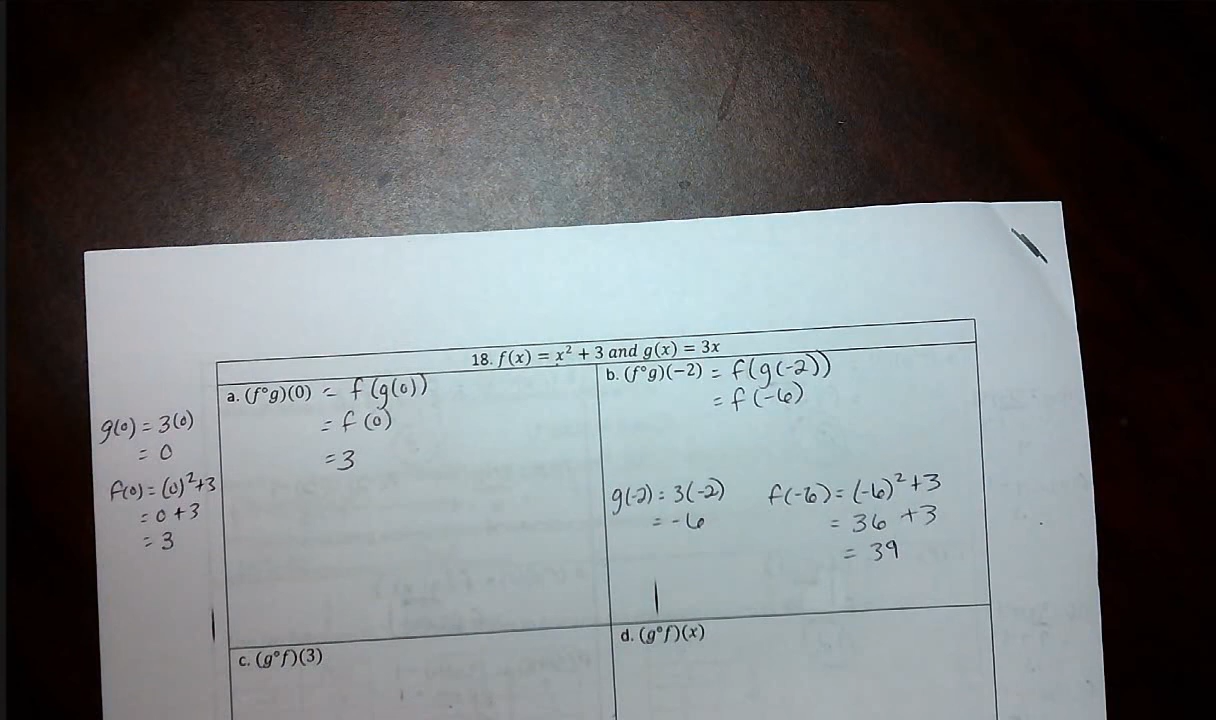 18. f(x) = x² + 3 and g(x) = 3x
a. (f°g)(0) = f(g(0))
= f(0)
= 3
g(0) = 3(0)
= 0
f(0) = (0)²+3
= 0+3
= 3
b. (f°g)(-2) = f(g(-2))
= f(-6)
g(-2) = 3(-2)
= -6
f(-6) = (-6)²+3
= 36 +3
= 39
c. (g°f)(3)
d. (g°f)(x)